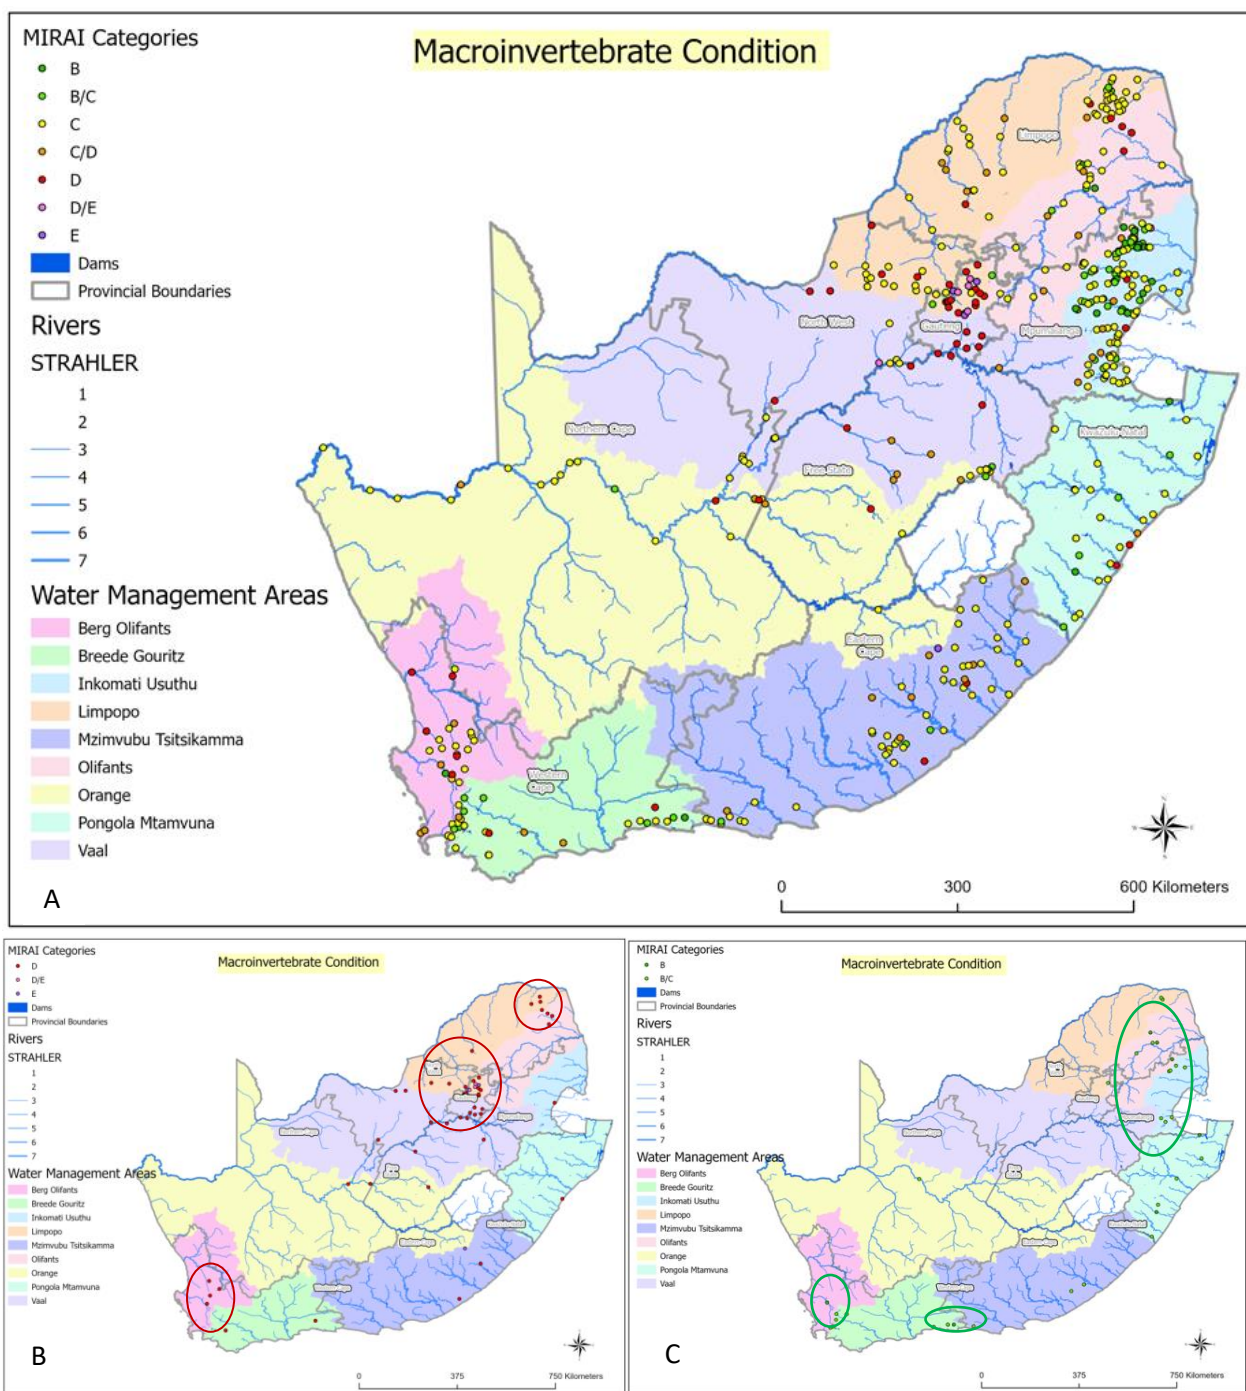 MIRAI Categories
B
B/C
C
C/D
D
D/E
E
Dams
Provincial Boundaries
Rivers
STRAHLER
1
2
3
4
5
6
7
Water Management Areas
Berg Olifants
Breede Gouritz
Inkomati Usuthu
Limpopo
Mzimvubu Tsitsikamma
Olifants
Orange
Pongola Mtamvuna
Vaal
A
Macroinvertebrate Condition
Limpopo
North West
Gauteng
Mpumalanga
Northern Cape
Free State
KwaZulu-Natal
Eastern
Cape
Western
Cape
0 300 600 Kilometers
MIRAI Categories
D
D/E
E
Dams
Provincial Boundaries
Rivers
STRAHLER
1
2
3
4
5
6
7
Water Management Areas
Berg Olifants
Breede Gouritz
Inkomati Usuthu
Limpopo
Mzimvubu Tsitsikamma
Olifants
Orange
Pongola Mtamvuna
Vaal
B
Macroinvertebrate Condition
0 375 750 Kilometers
MIRAI Categories
B
B/C
Dams
Provincial Boundaries
Rivers
STRAHLER
1
2
3
4
5
6
7
Water Management Areas
Berg Olifants
Breede Gouritz
Inkomati Usuthu
Limpopo
Mzimvubu Tsitsikamma
Olifants
Orange
Pongola Mtamvuna
Vaal
C
Macroinvertebrate Condition
0 375 750 Kilometers